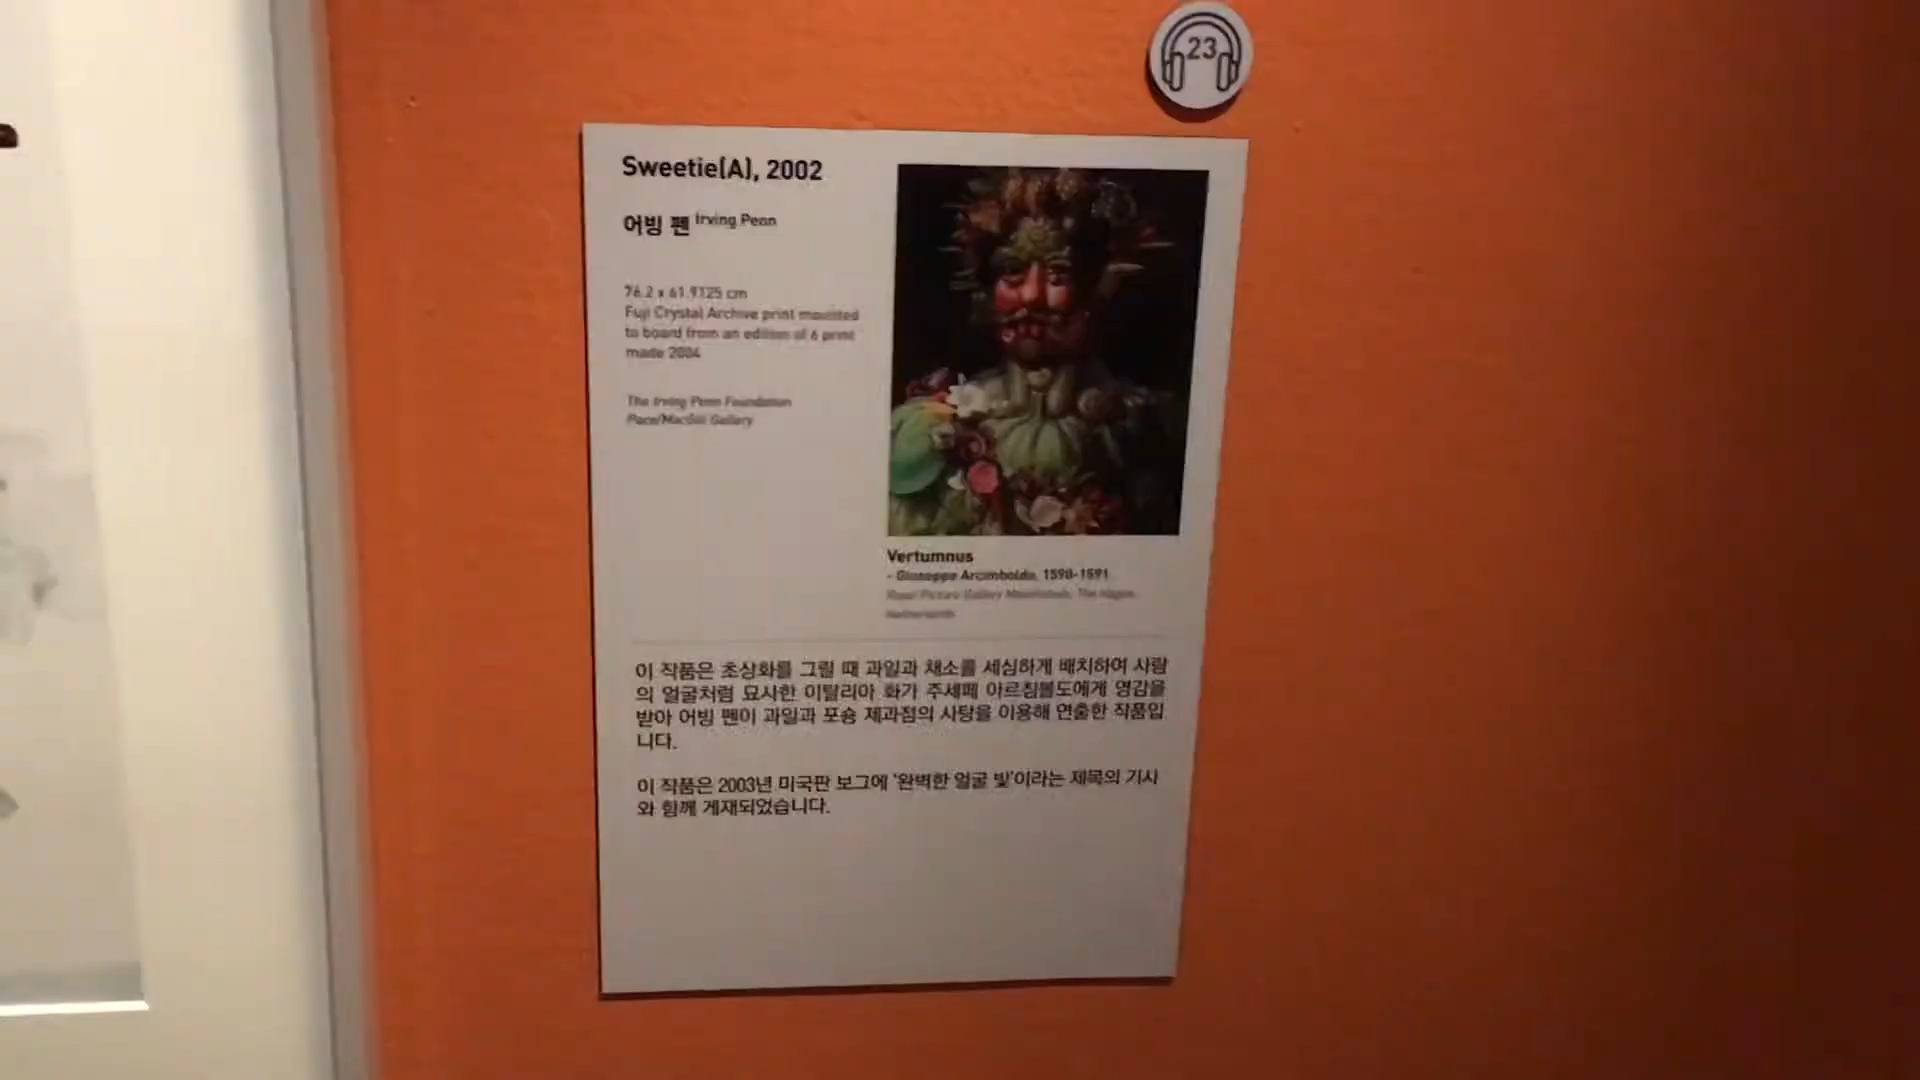 23
Sweetie(A), 2002
어빙 펜 Irving Penn
76.2 x 61.9125 cm
Fuji Crystal Archive print mounted
to board from an edition of 6 print
made 2004
The Irving Penn Foundation
Pace/MacGill Gallery
Vertumnus
- Giuseppe Arcimboldo, 1590-1591
Royal Picture Gallery Mauritshuis, The Hague,
Netherlands
이 작품은 초상화를 그릴 때 과일과 채소를 세심하게 배치하여 사람
의 얼굴처럼 묘사한 이탈리아 화가 주세페 아르침볼도에게 영감을
받아 어빙 펜이 과일과 포숑 제과점의 사탕을 이용해 연출한 작품입
니다.
이 작품은 2003년 미국판 보그에 '완벽한 얼굴 빛'이라는 제목의 기사
와 함께 게재되었습니다.